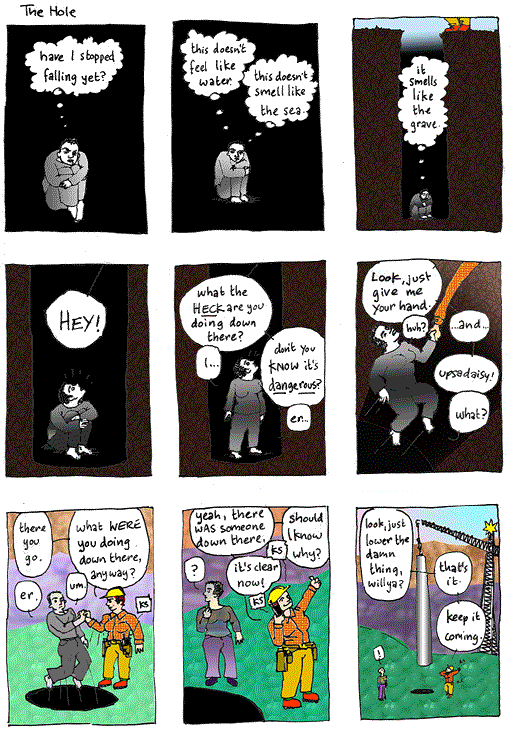 The Hole
have I stopped
falling yet?
this doesn't
feel like
water.
this doesn't
smell like
the sea.
it
smells
like
the
grave.
HEY!
what the
HECK are you
doing down
there?
I...
don't you
KNOW it's
dangerous?
er...
Look, just
give me
your hand.
huh?
...and...
upsadaisy!
what?
there
you
go.
what WERE
you doing
down there,
anyway?
er.
um.
ks
yeah, there
WAS someone
down there,
ks
should
I know
why?
?
it's clear
now!
ks
look, just
lower the
damn
thing,
willya?
that's
it.
keep it
coming
!